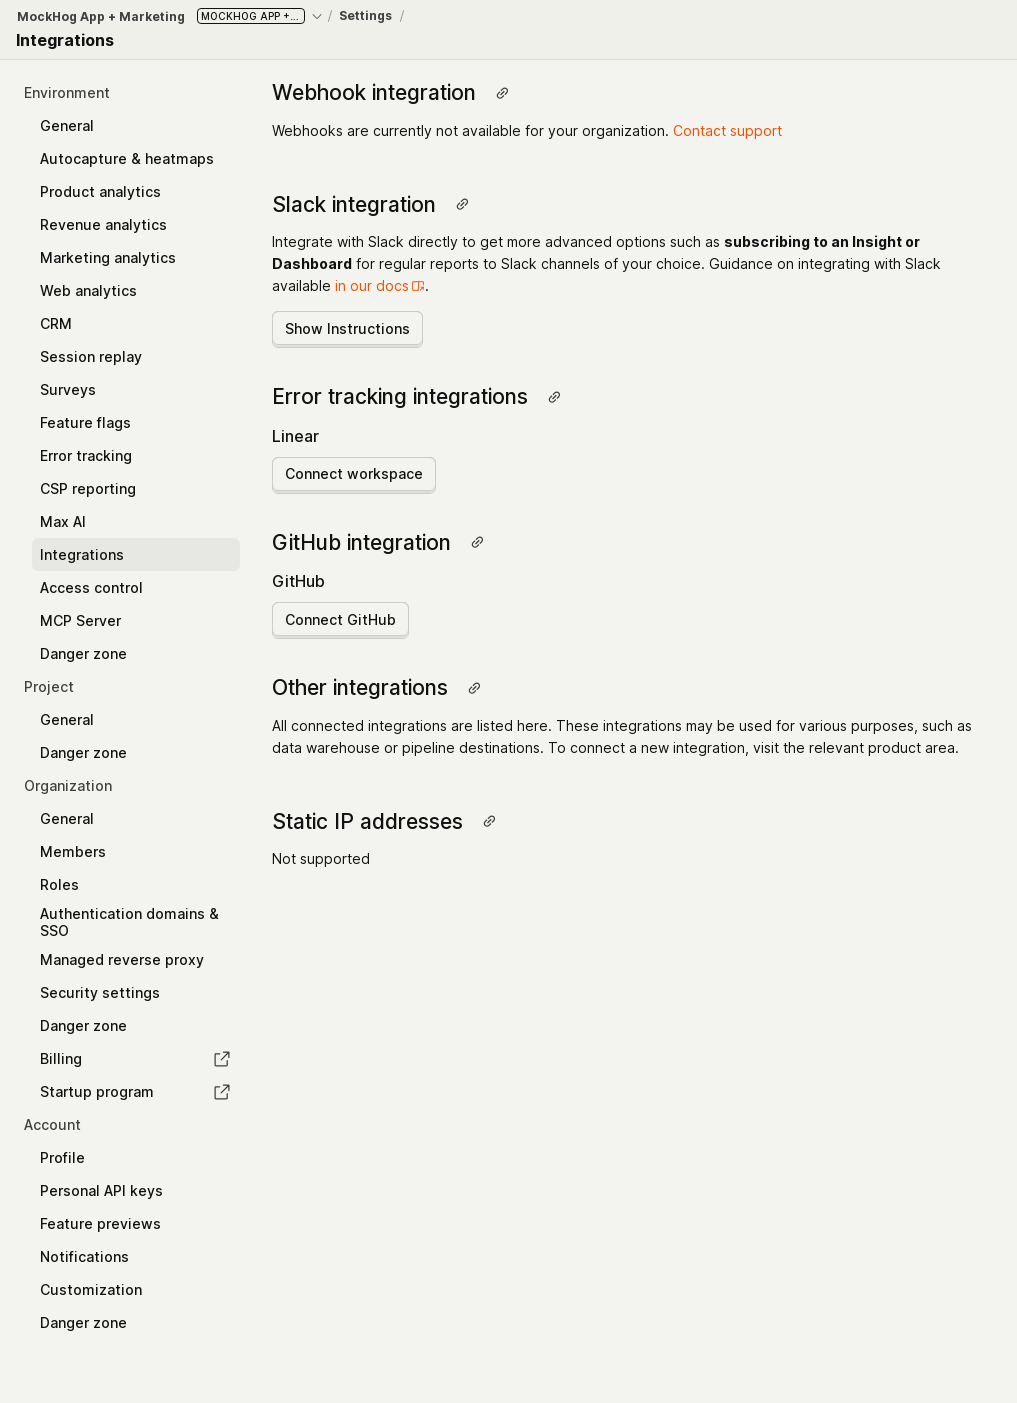 MockHog App + Marketing MOCKHOG APP +... / Settings /
Integrations
Environment
General
Autocapture & heatmaps
Product analytics
Revenue analytics
Marketing analytics
Web analytics
CRM
Session replay
Surveys
Feature flags
Error tracking
CSP reporting
Max AI
Integrations
Access control
MCP Server
Danger zone
Project
General
Danger zone
Organization
General
Members
Roles
Authentication domains &
SSO
Managed reverse proxy
Security settings
Danger zone
Billing
Startup program
Account
Profile
Personal API keys
Feature previews
Notifications
Customization
Danger zone
Webhook integration
Webhooks are currently not available for your organization. Contact support
Slack integration
Integrate with Slack directly to get more advanced options such as subscribing to an Insight or
Dashboard for regular reports to Slack channels of your choice. Guidance on integrating with Slack
available in our docs.
Show Instructions
Error tracking integrations
Linear
Connect workspace
GitHub integration
GitHub
Connect GitHub
Other integrations
All connected integrations are listed here. These integrations may be used for various purposes, such as
data warehouse or pipeline destinations. To connect a new integration, visit the relevant product area.
Static IP addresses
Not supported